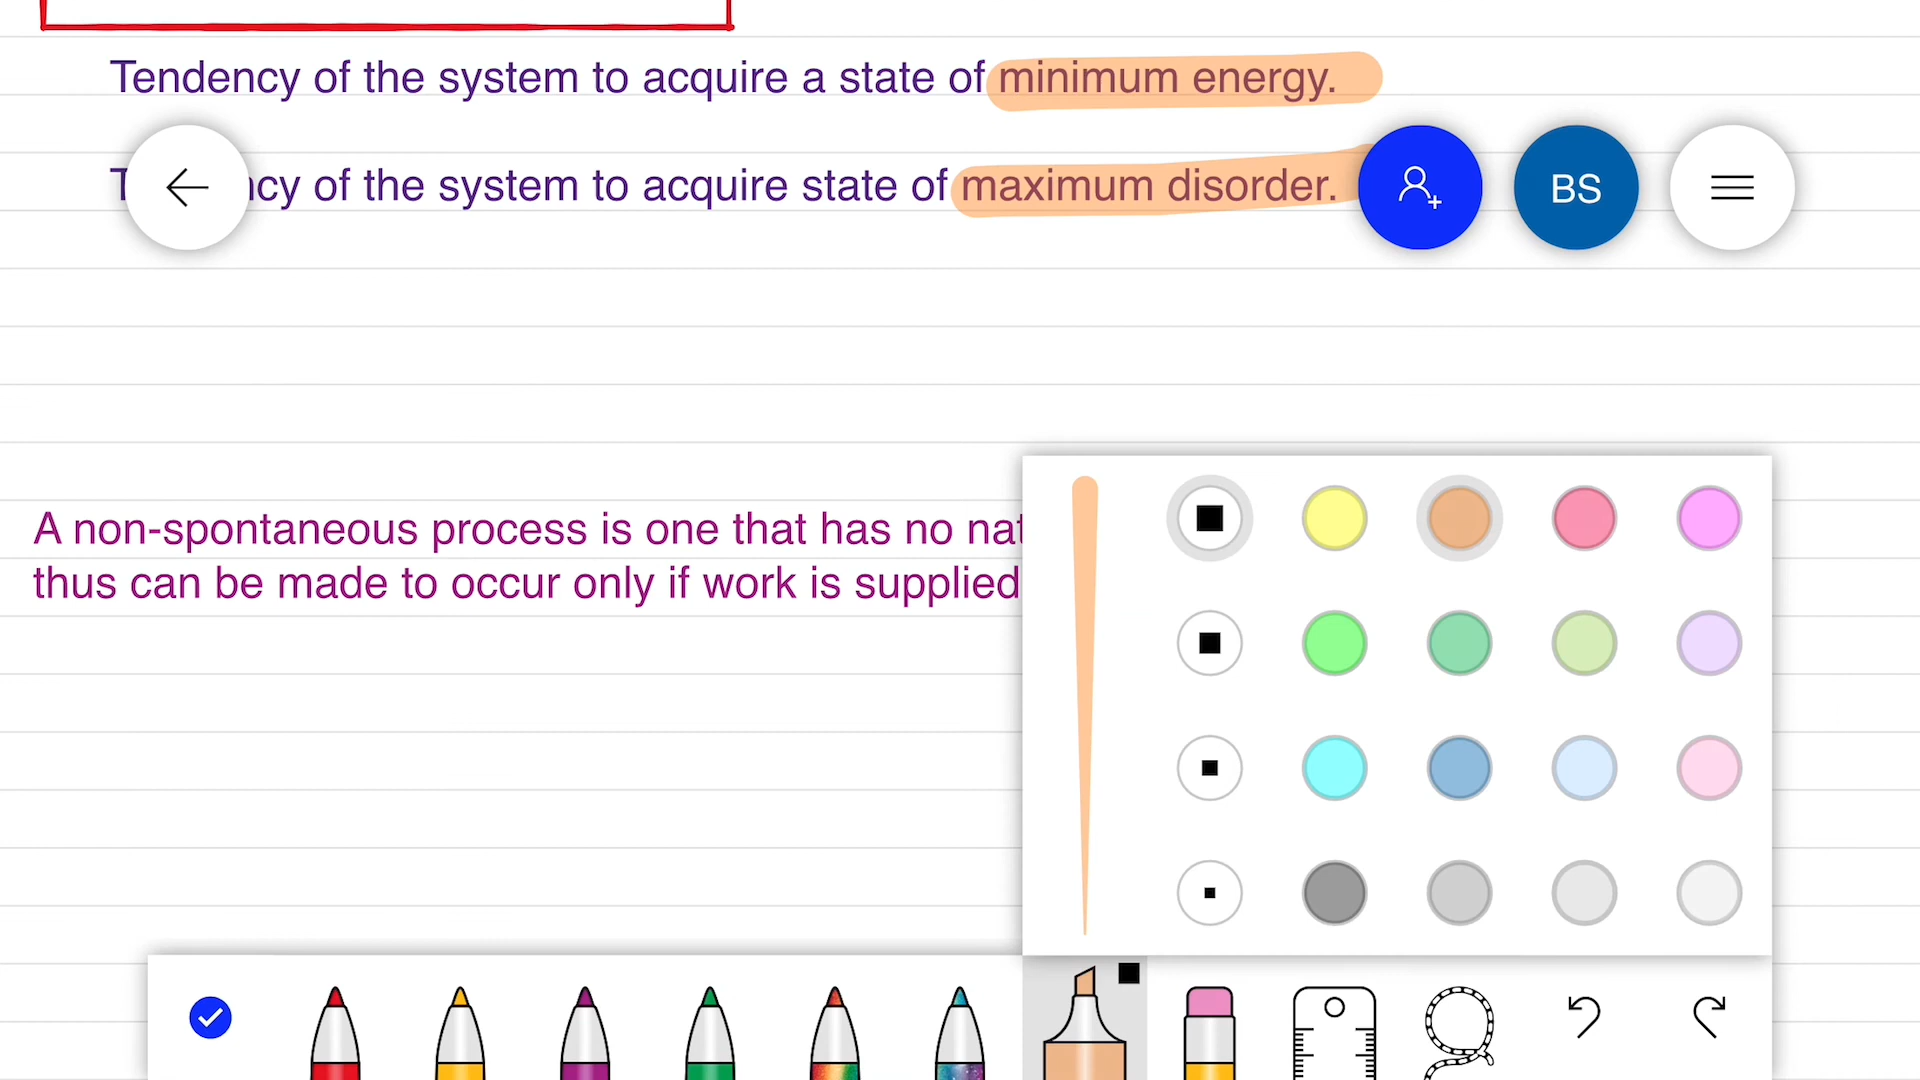 Tendency of the system to acquire a state of minimum energy.
ncy of the system to acquire state of maximum disorder.
BS
A non-spontaneous process is one that has no nat
thus can be made to occur only if work is supplied